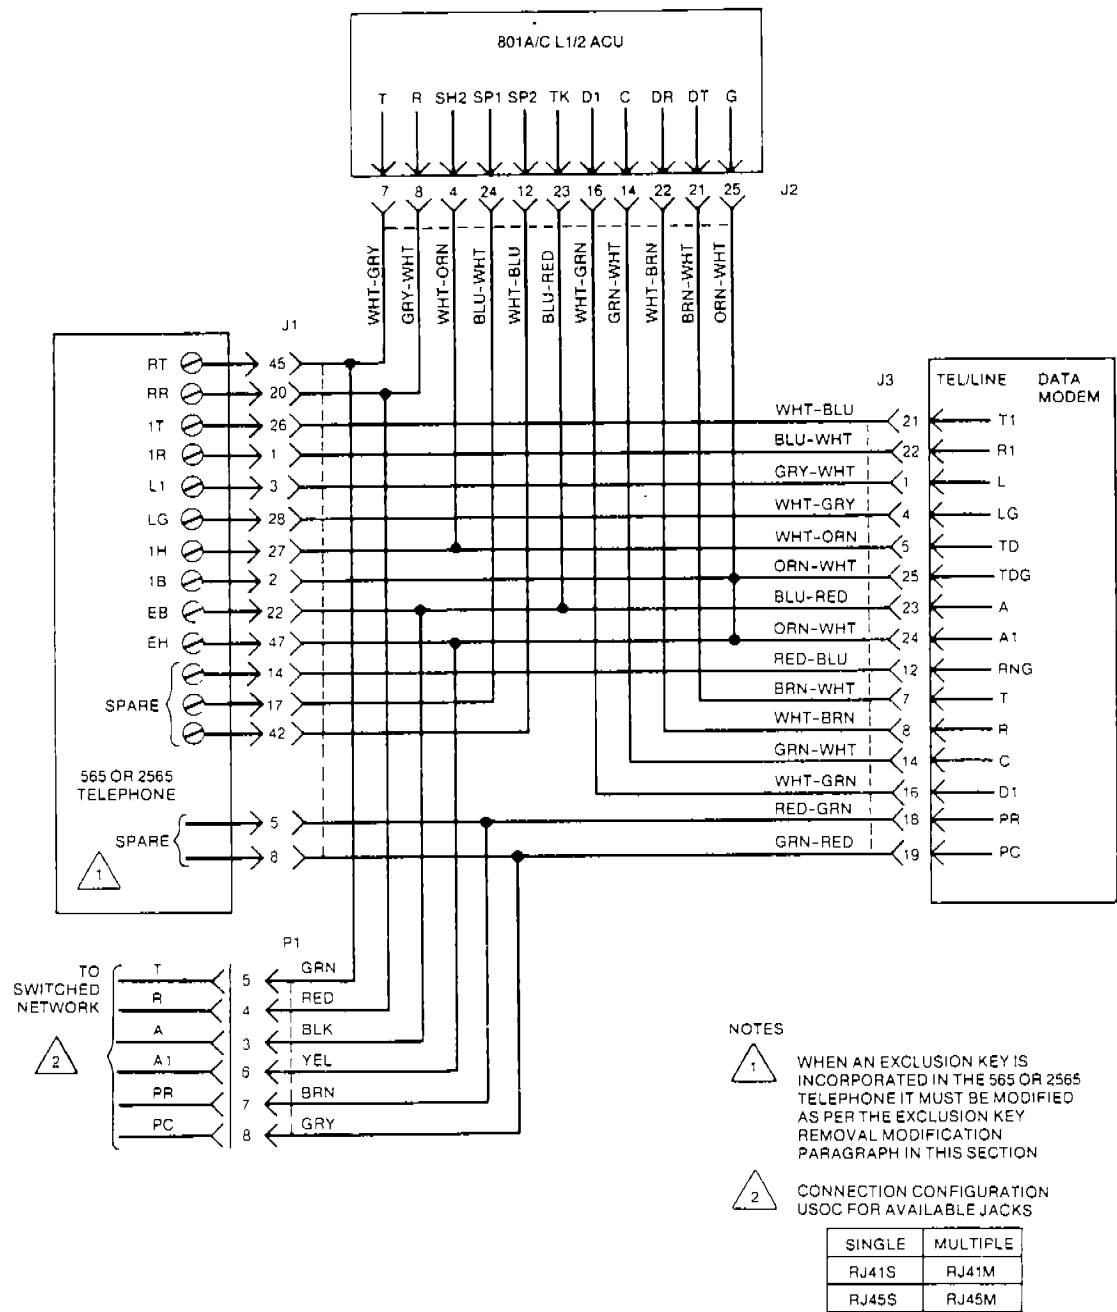 801A/C L1/2 ACU
T R SH2 SP1 SP2 TK D1 C DR DT G
7 8 4 24 12 23 16 14 22 21 25 J2
WHT-GRY
GRY-WHT
WHT-ORN
BLU-WHT
WHT-BLU
BLU-RED
WHT-GRN
GRN-WHT
WHT-BRN
BRN-WHT
ORN-WHT
J1
RT 45
RR 20
1T 26
1R 1
L1 3
LG 28
1H 27
1B 2
EB 22
EH 47
14
SPARE 17
42
565 OR 2565
TELEPHONE
5
SPARE
8
1
J3 TEL/LINE DATA
MODEM
WHT-BLU 21 T1
BLU-WHT 22 R1
GRY-WHT 1 L
WHT-GRY 4 LG
WHT-ORN 5 TD
ORN-WHT 25 TDG
BLU-RED 23 A
ORN-WHT 24 A1
RED-BLU 12 RNG
BRN-WHT 7 T
WHT-BRN 8 R
GRN-WHT 14 C
WHT-GRN 16 D1
RED-GRN 18 PR
GRN-RED 19 PC
P1
TO
SWITCHED
NETWORK
2
T 5 GRN
R 4 RED
A 3 BLK
A1 6 YEL
PR 7 BRN
PC 8 GRY
NOTES
1 WHEN AN EXCLUSION KEY IS
INCORPORATED IN THE 565 OR 2565
TELEPHONE IT MUST BE MODIFIED
AS PER THE EXCLUSION KEY
REMOVAL MODIFICATION
PARAGRAPH IN THIS SECTION
2 CONNECTION CONFIGURATION
USOC FOR AVAILABLE JACKS
SINGLE MULTIPLE
RJ41S RJ41M
RJ45S RJ45M